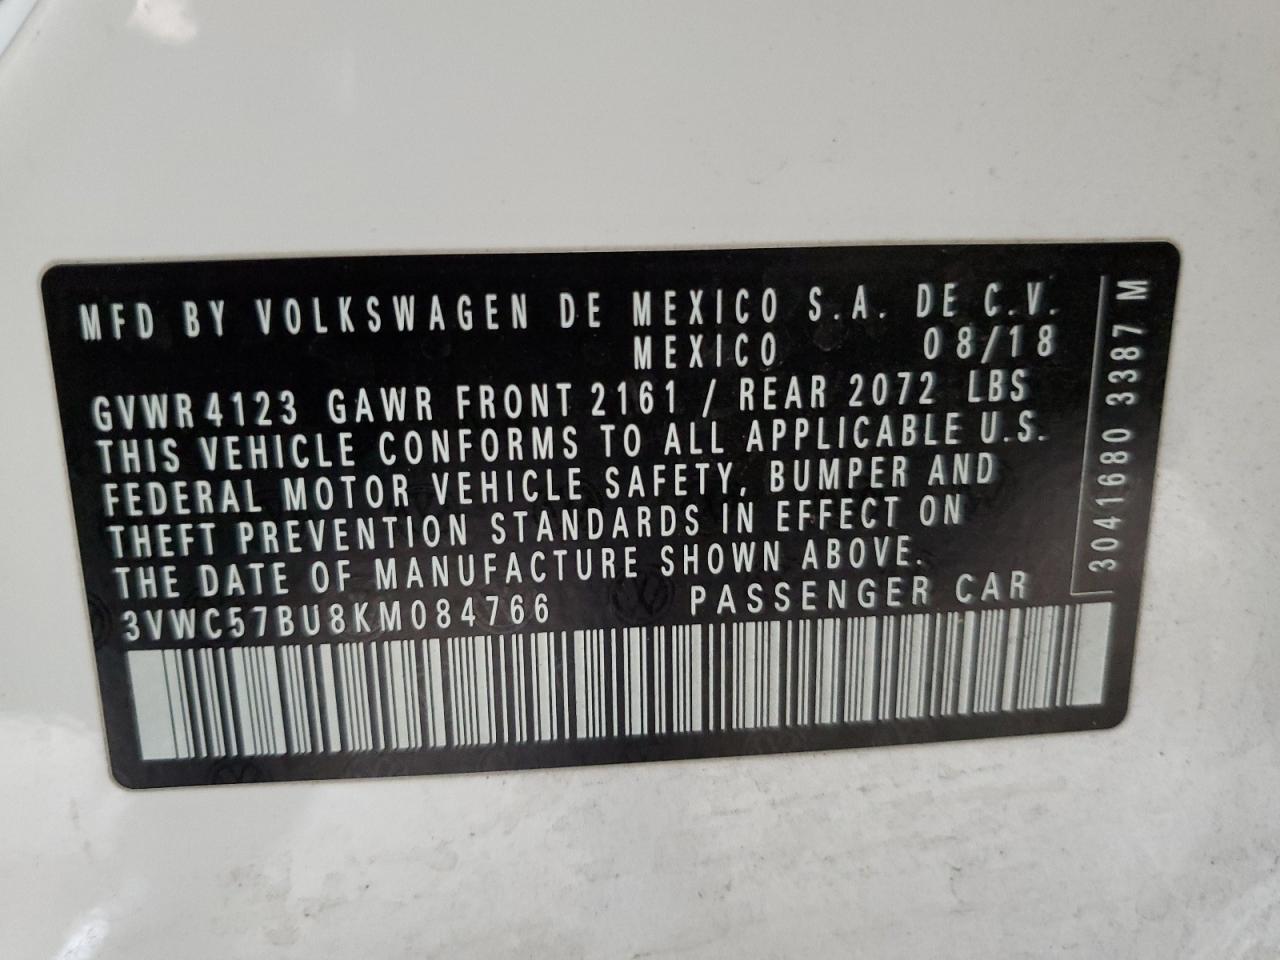 MFD BY VOLKSWAGEN DE MEXICO S.A. DE C.V.
MEXICO 08/18
GVWR 4123 GAWR FRONT 2161 / REAR 2072 LBS
THIS VEHICLE CONFORMS TO ALL APPLICABLE U.S.
FEDERAL MOTOR VEHICLE SAFETY, BUMPER AND
THEFT PREVENTION STANDARDS IN EFFECT ON
THE DATE OF MANUFACTURE SHOWN ABOVE.
3VWC57BU8KM084766 PASSENGER CAR
3041680 3387 M